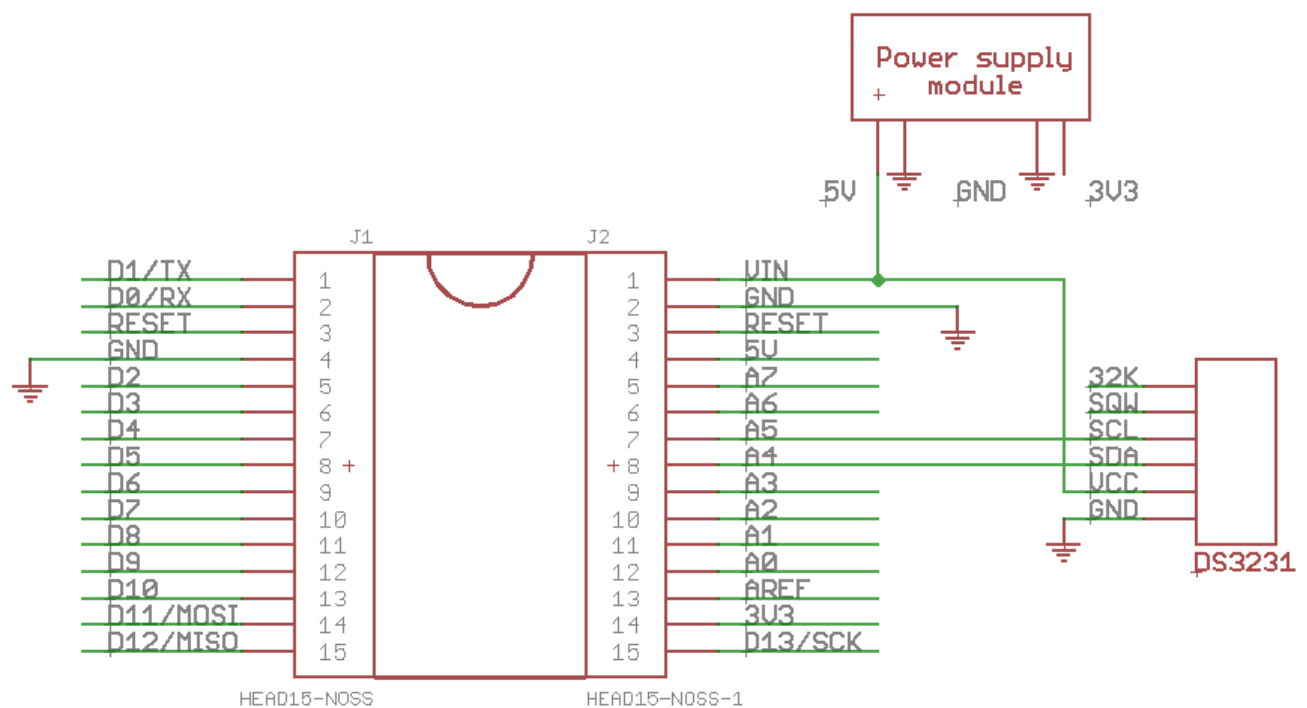 Power supply
module
5V
GND
3V3
J1
J2
D1/TX
1
1
VIN
D0/RX
2
2
GND
RESET
3
3
RESET
GND
4
4
5V
D2
5
5
A7
32K
D3
6
6
A6
SQW
D4
7
7
A5
SCL
D5
8
8
A4
SDA
D6
9
9
A3
VCC
D7
10
10
A2
GND
D8
11
11
A1
D9
12
12
A0
DS3231
D10
13
13
AREF
D11/MOSI
14
14
3V3
D12/MISO
15
15
D13/SCK
HEAD15-NOSS
HEAD15-NOSS-1